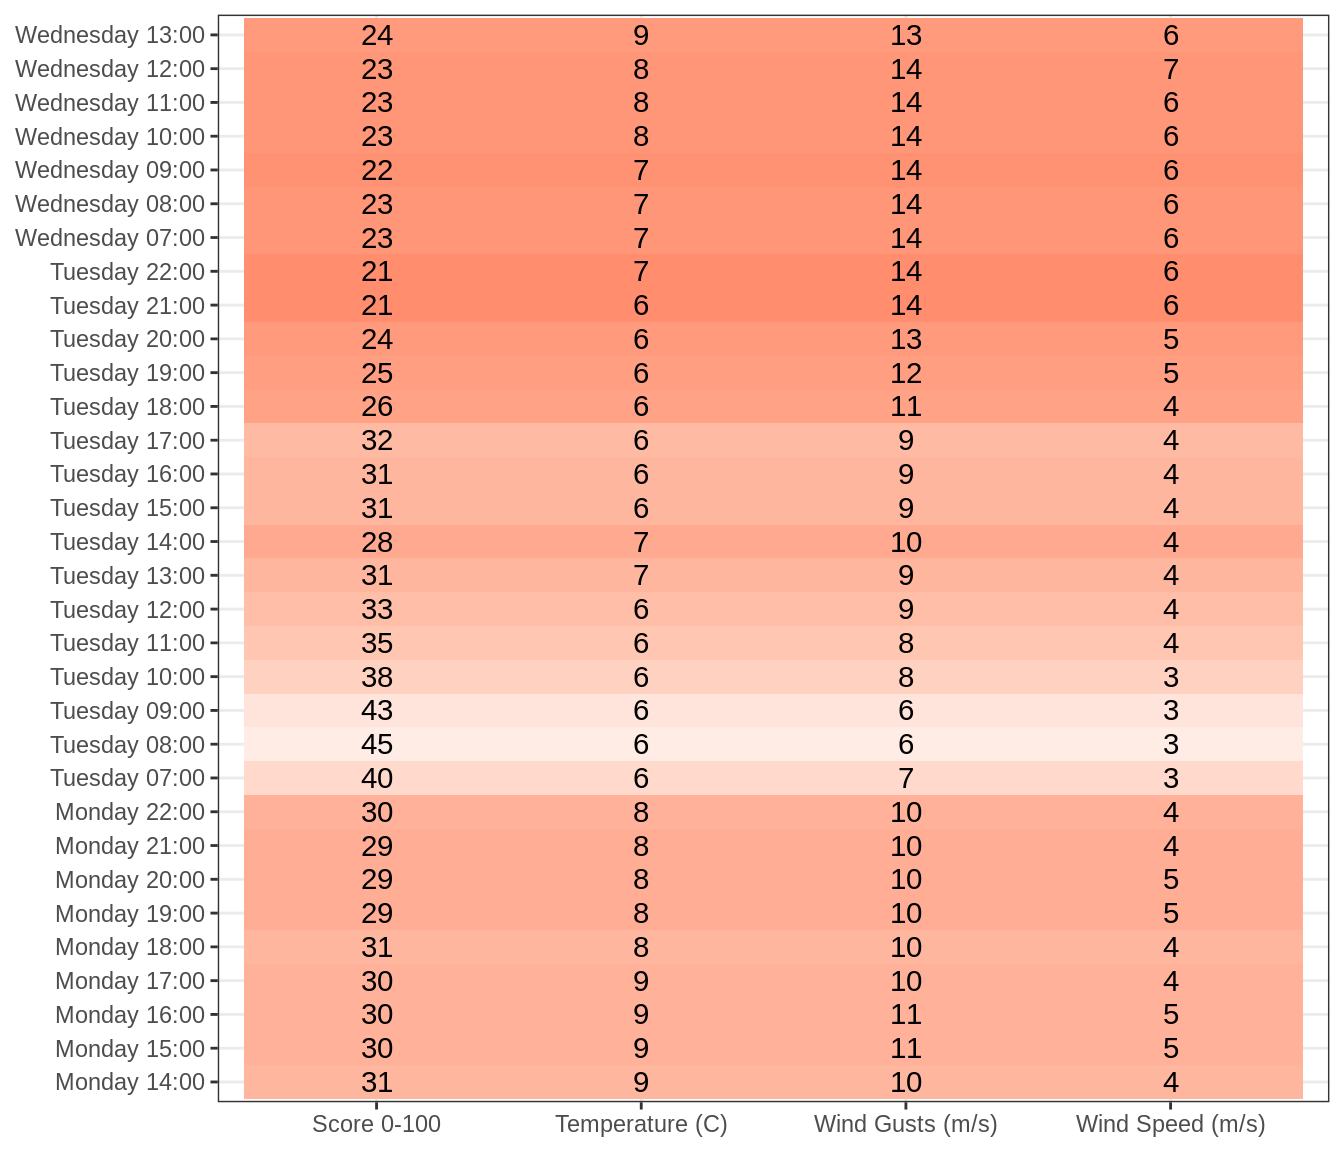 Wednesday 13:00 24 9 13 6
Wednesday 12:00 23 8 14 7
Wednesday 11:00 23 8 14 6
Wednesday 10:00 23 8 14 6
Wednesday 09:00 22 7 14 6
Wednesday 08:00 23 7 14 6
Wednesday 07:00 23 7 14 6
Tuesday 22:00 21 7 14 6
Tuesday 21:00 21 6 14 6
Tuesday 20:00 24 6 13 5
Tuesday 19:00 25 6 12 5
Tuesday 18:00 26 6 11 4
Tuesday 17:00 32 6 9 4
Tuesday 16:00 31 6 9 4
Tuesday 15:00 31 6 9 4
Tuesday 14:00 28 7 10 4
Tuesday 13:00 31 7 9 4
Tuesday 12:00 33 6 9 4
Tuesday 11:00 35 6 8 4
Tuesday 10:00 38 6 8 3
Tuesday 09:00 43 6 6 3
Tuesday 08:00 45 6 6 3
Tuesday 07:00 40 6 7 3
Monday 22:00 30 8 10 4
Monday 21:00 29 8 10 4
Monday 20:00 29 8 10 5
Monday 19:00 29 8 10 5
Monday 18:00 31 8 10 4
Monday 17:00 30 9 10 4
Monday 16:00 30 9 11 5
Monday 15:00 30 9 11 5
Monday 14:00 31 9 10 4
Score 0-100 Temperature (C) Wind Gusts (m/s) Wind Speed (m/s)